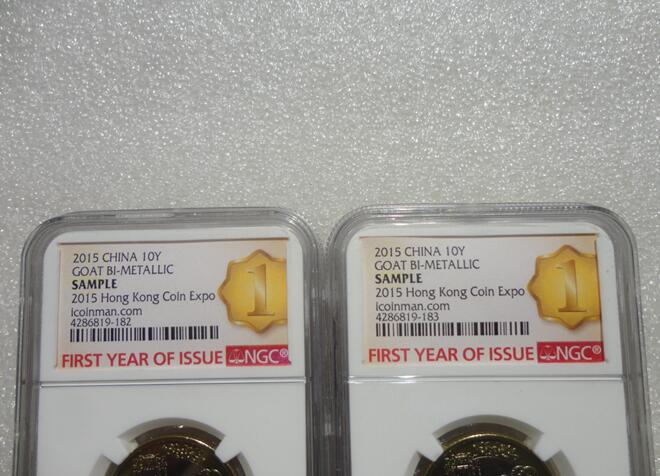 2015 CHINA 10Y
GOAT BI-METALLIC
SAMPLE
2015 Hong Kong Coin Expo
icoinman.com
4286819-182
1
FIRST YEAR OF ISSUE NGC®
2015 CHINA 10Y
GOAT BI-METALLIC
SAMPLE
2015 Hong Kong Coin Expo
icoinman.com
4286819-183
1
FIRST YEAR OF ISSUE NGC®